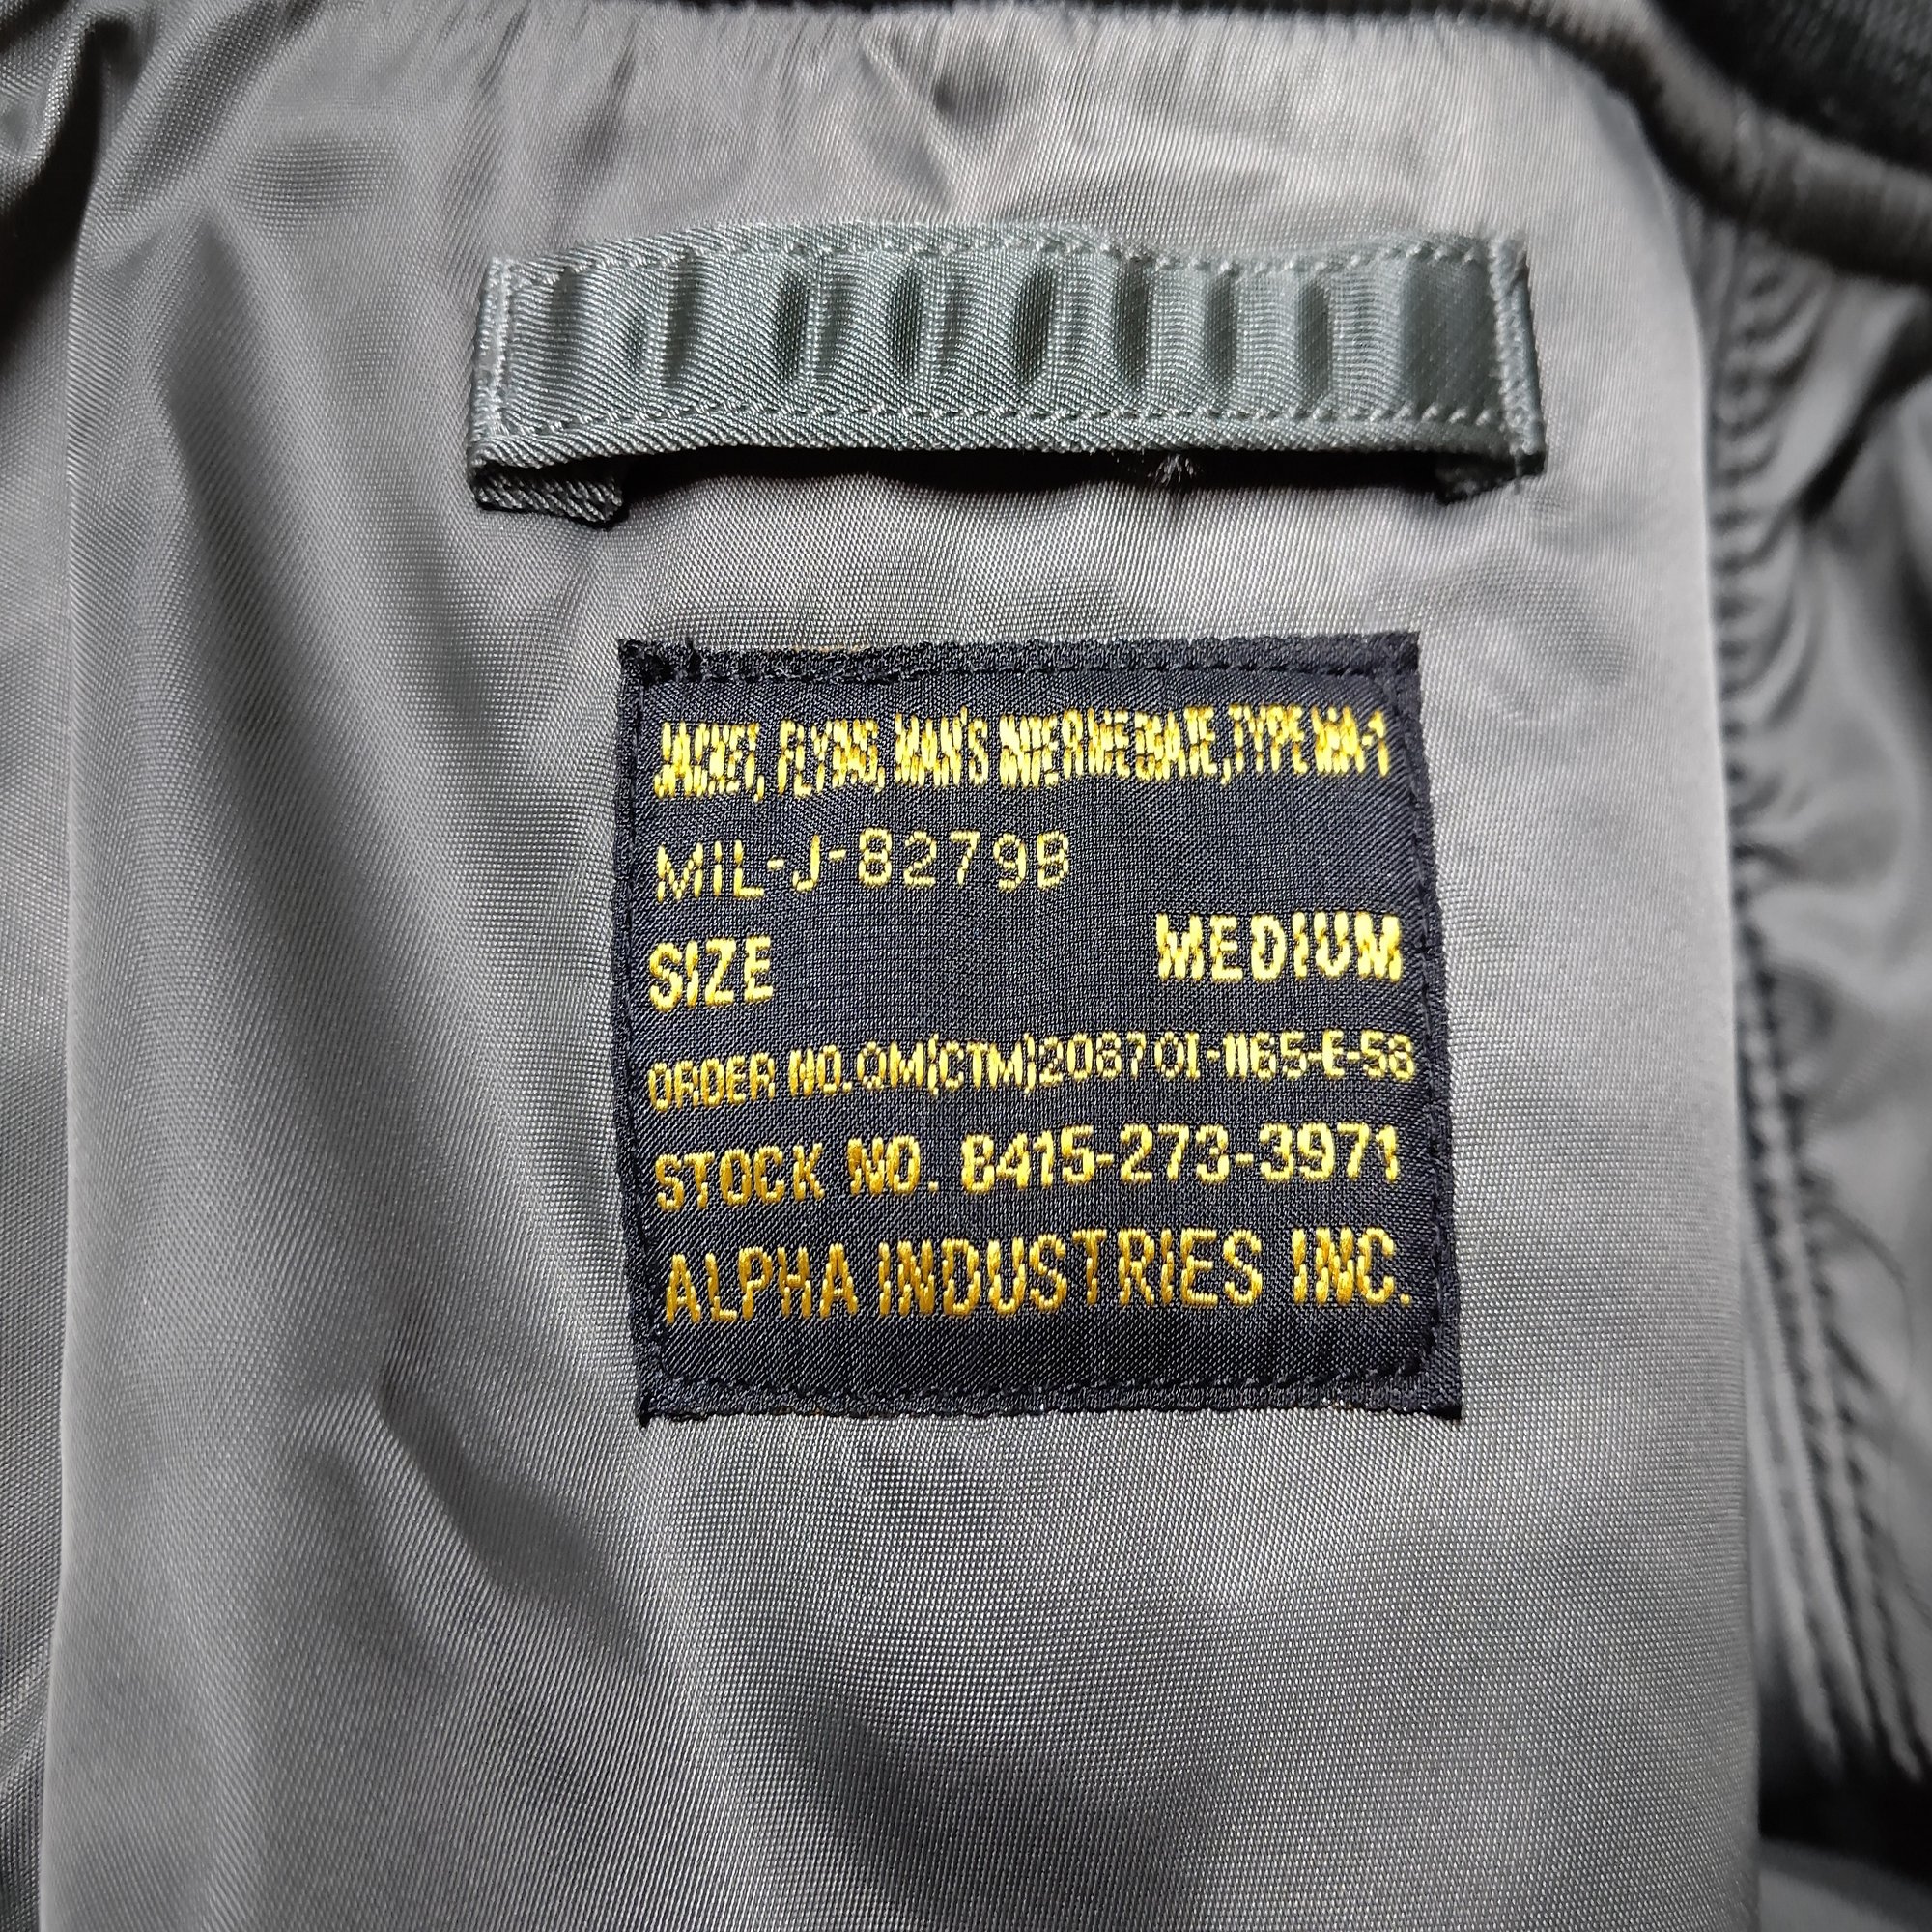 JACKET, FLYING, MAN'S INTERMEDIATE, TYPE MA-1
MIL-J-8279B
SIZE MEDIUM
ORDER NO. QM(CTM)20670I-1165-E-58
STOCK NO. 8415-273-3971
ALPHA INDUSTRIES INC.